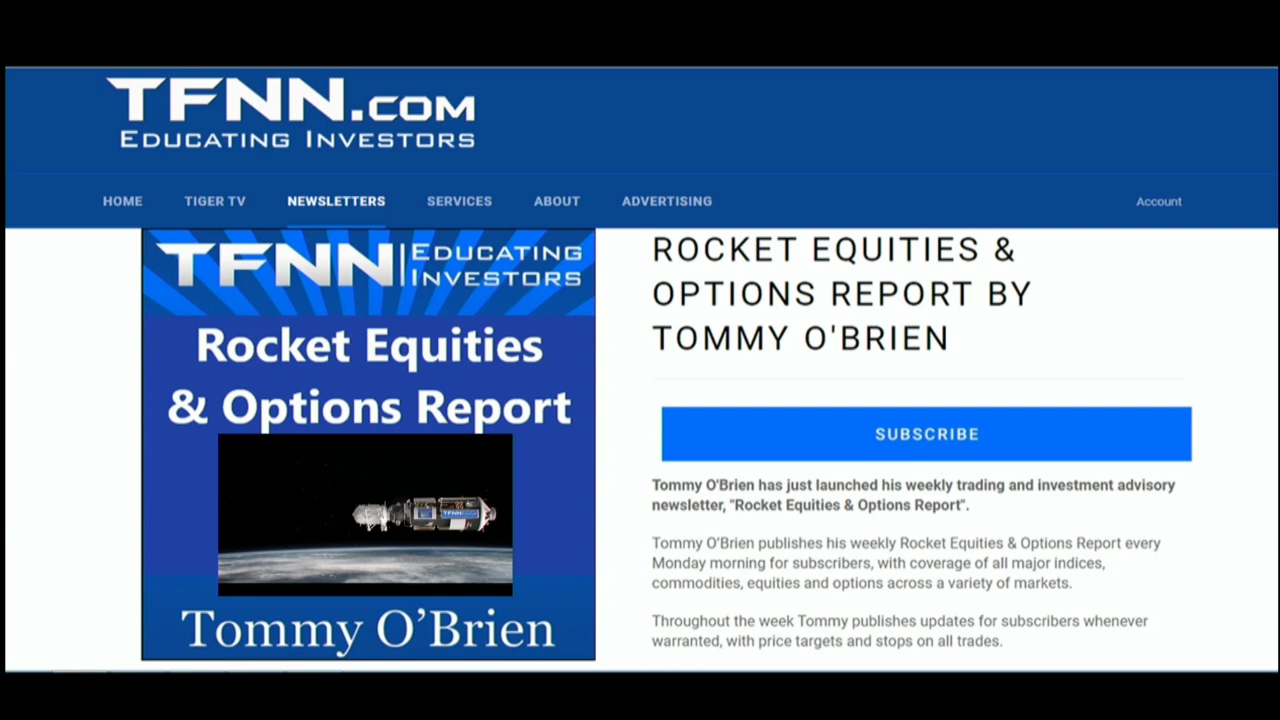 TFNN.COM
EDUCATING INVESTORS
HOME TIGER TV NEWSLETTERS SERVICES ABOUT ADVERTISING Account
TFNN EDUCATING
INVESTORS
Rocket Equities
& Options Report
TFNN
Tommy O’Brien
ROCKET EQUITIES &
OPTIONS REPORT BY
TOMMY O'BRIEN
SUBSCRIBE
Tommy O'Brien has just launched his weekly trading and investment advisory
newsletter, "Rocket Equities & Options Report".
Tommy O'Brien publishes his weekly Rocket Equities & Options Report every
Monday morning for subscribers, with coverage of all major indices,
commodities, equities and options across a variety of markets.
Throughout the week Tommy publishes updates for subscribers whenever
warranted, with price targets and stops on all trades.